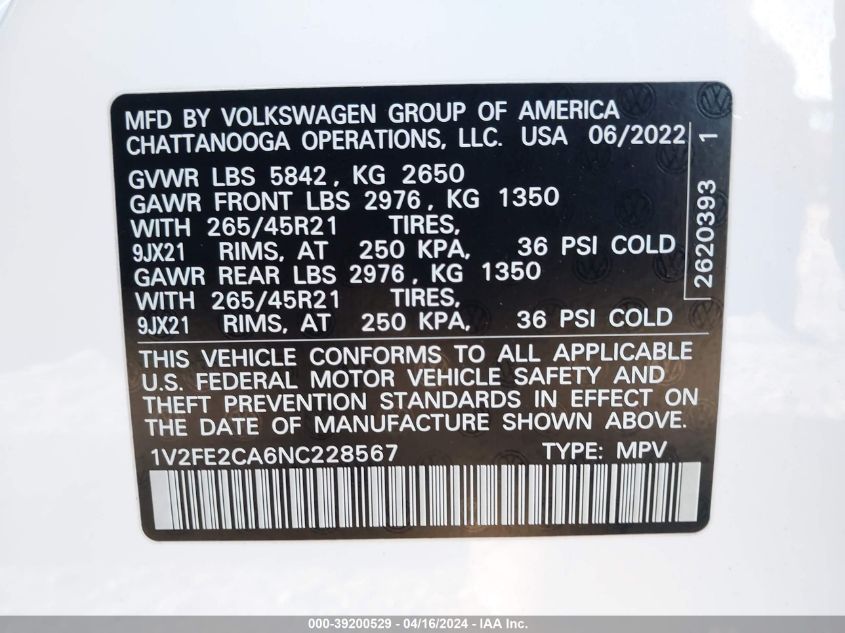 MFD BY VOLKSWAGEN GROUP OF AMERICA
CHATTANOOGA OPERATIONS, LLC. USA 06/2022
GVWR LBS 5842, KG 2650
GAWR FRONT LBS 2976, KG 1350
WITH 265/45R21 TIRES,
9JX21 RIMS, AT 250 KPA, 36 PSI COLD
GAWR REAR LBS 2976, KG 1350
WITH 265/45R21 TIRES,
9JX21 RIMS, AT 250 KPA, 36 PSI COLD
2620393 1
THIS VEHICLE CONFORMS TO ALL APPLICABLE
U.S. FEDERAL MOTOR VEHICLE SAFETY AND
THEFT PREVENTION STANDARDS IN EFFECT ON
THE DATE OF MANUFACTURE SHOWN ABOVE.
1V2FE2CA6NC228567 TYPE: MPV
000-39200529 - 04/16/2024 - IAA Inc.